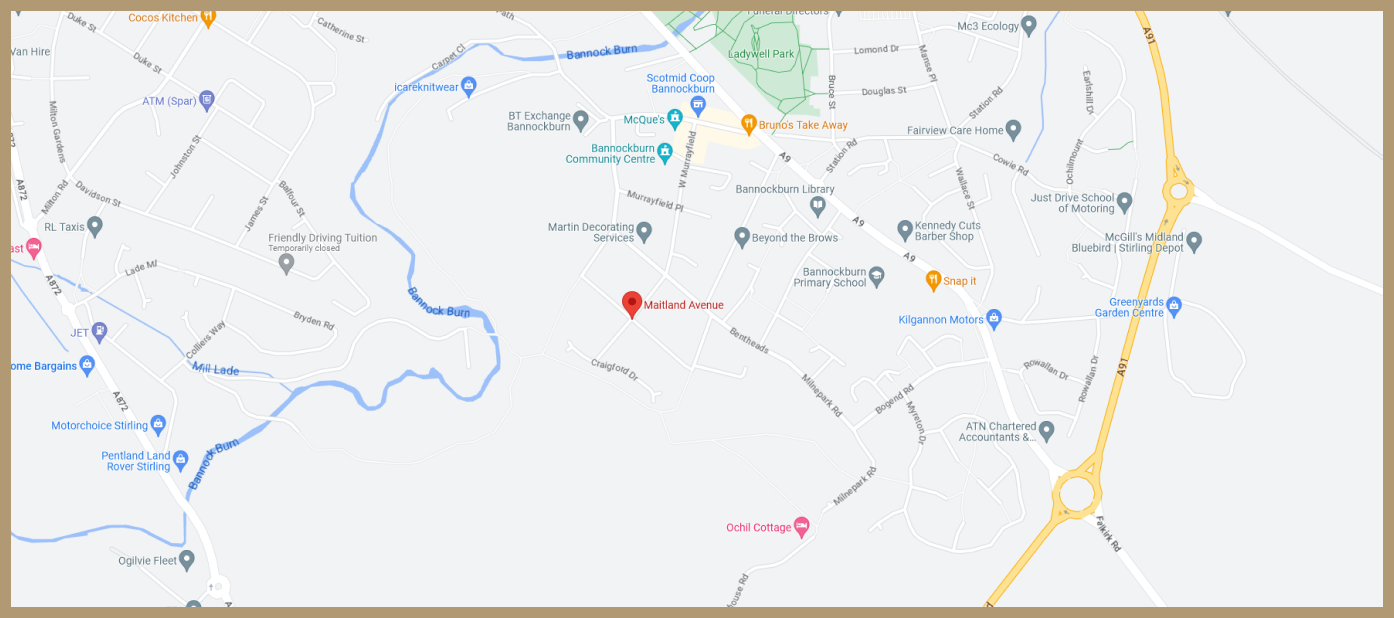 Cocos Kitchen
Duke St
Catherine St
Path
Funeral Directors
Mc3 Ecology
A91
Van Hire
Duke St
Carpet Cl
Bannock Burn
Ladywell Park
Lomond Dr
Manse Pl
icareknitwear
Scotmid Coop
Bannockburn
Bruce St
Douglas St
Station Rd
Earlshill Dr
ATM (Spar)
Milton Gardens
BT Exchange
Bannockburn
McQue's
Bruno's Take Away
Fairview Care Home
Johnston St
Bannockburn
Community Centre
W Murrayfield
A9
Station Rd
Cowie Rd
Ochilmount
A872
Milton Rd
Davidson St
Balfour St
James St
Murrayfield Pl
Bannockburn Library
Wallace St
Just Drive School
of Motoring
RL Taxis
Friendly Driving Tuition
Temporarily closed
Martin Decorating
Services
Beyond the Brows
A9
Kennedy Cuts
Barber Shop
McGill's Midland
Bluebird | Stirling Depot
Lade Ml
A872
A9
Bannockburn
Primary School
Snap it
Bannock Burn
Maitland Avenue
Kilgannon Motors
Greenyards
Garden Centre
JET
Colliers Way
Bryden Rd
Bentheads
Mill Lade
Craigford Dr
Rowallan Dr
Rowallan Dr
A91
ome Bargains
A872
Milnepark Rd
Bogend Rd
Myreton Dr
Motorchoice Stirling
ATN Chartered
Accountants &...
Pentland Land
Rover Stirling
Bannock Burn
Milnepark Rd
Ochil Cottage
Falkirk Rd
Ogilvie Fleet
house Rd